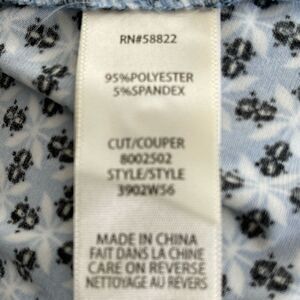 RN#58822
95%POLYESTER
5%SPANDEX
CUT/COUPER
8002502
STYLE/STYLE
3902W56
MADE IN CHINA
FAIT DANS LA CHINE
CARE ON REVERSE
NETTOYAGE AU RÉVERS